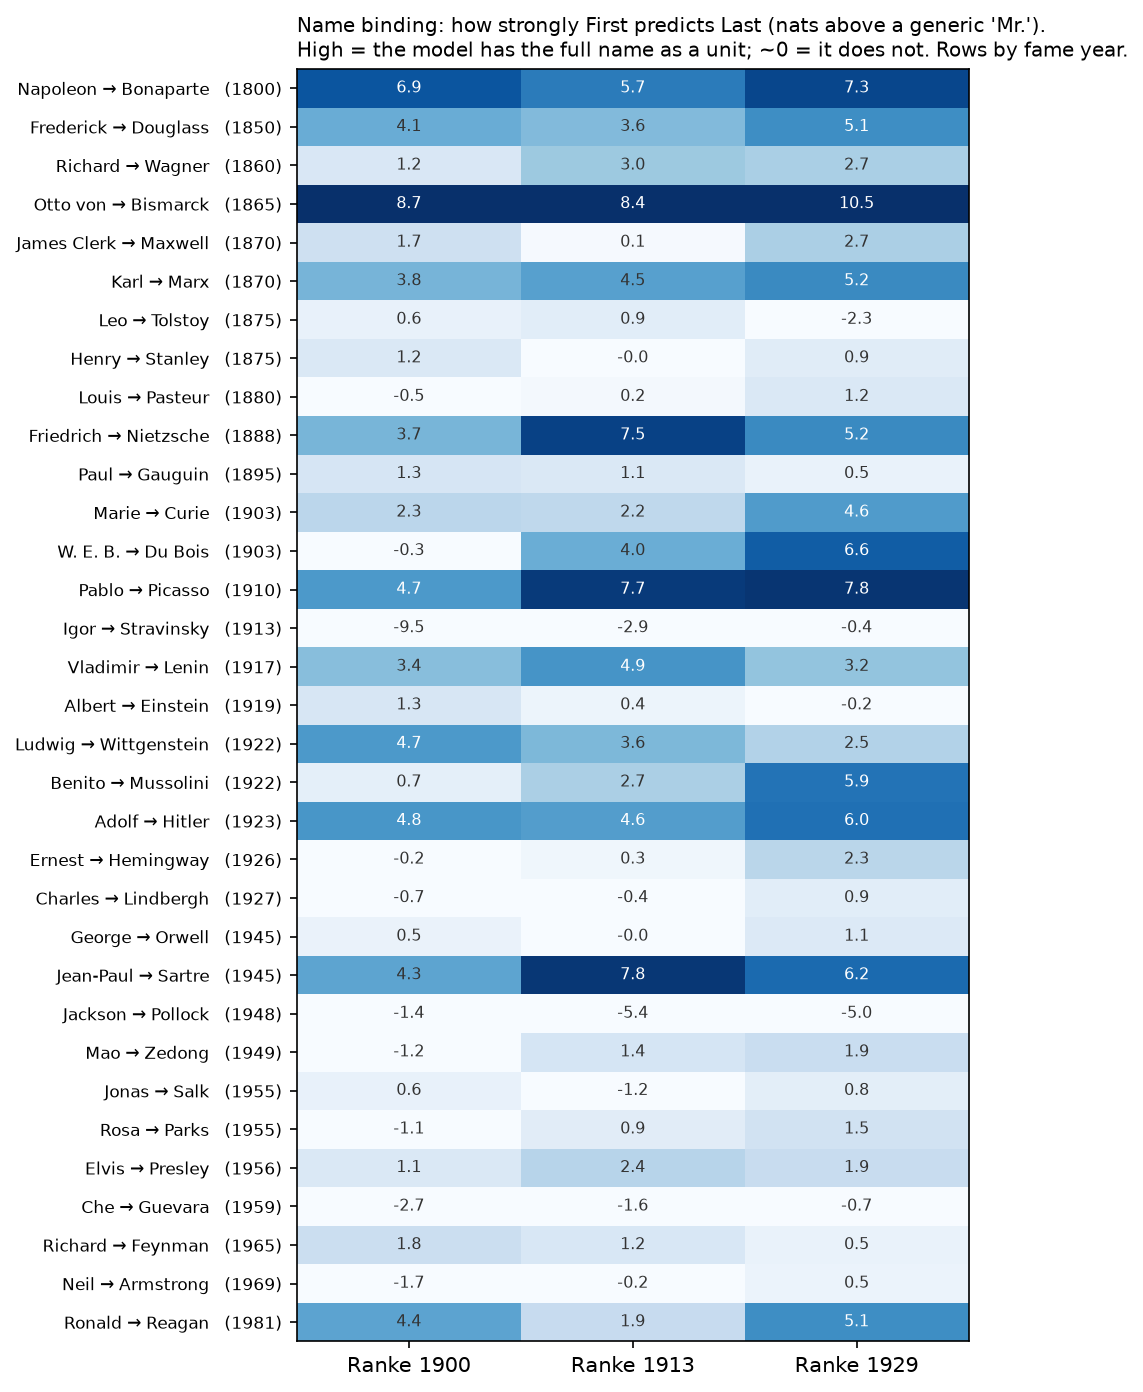 Name binding: how strongly First predicts Last (nats above a generic 'Mr.').
High = the model has the full name as a unit; ~0 = it does not. Rows by fame year.
Napoleon → Bonaparte (1800) 6.9 5.7 7.3
Frederick → Douglass (1850) 4.1 3.6 5.1
Richard → Wagner (1860) 1.2 3.0 2.7
Otto von → Bismarck (1865) 8.7 8.4 10.5
James Clerk → Maxwell (1870) 1.7 0.1 2.7
Karl → Marx (1870) 3.8 4.5 5.2
Leo → Tolstoy (1875) 0.6 0.9 -2.3
Henry → Stanley (1875) 1.2 -0.0 0.9
Louis → Pasteur (1880) -0.5 0.2 1.2
Friedrich → Nietzsche (1888) 3.7 7.5 5.2
Paul → Gauguin (1895) 1.3 1.1 0.5
Marie → Curie (1903) 2.3 2.2 4.6
W. E. B. → Du Bois (1903) -0.3 4.0 6.6
Pablo → Picasso (1910) 4.7 7.7 7.8
Igor → Stravinsky (1913) -9.5 -2.9 -0.4
Vladimir → Lenin (1917) 3.4 4.9 3.2
Albert → Einstein (1919) 1.3 0.4 -0.2
Ludwig → Wittgenstein (1922) 4.7 3.6 2.5
Benito → Mussolini (1922) 0.7 2.7 5.9
Adolf → Hitler (1923) 4.8 4.6 6.0
Ernest → Hemingway (1926) -0.2 0.3 2.3
Charles → Lindbergh (1927) -0.7 -0.4 0.9
George → Orwell (1945) 0.5 -0.0 1.1
Jean-Paul → Sartre (1945) 4.3 7.8 6.2
Jackson → Pollock (1948) -1.4 -5.4 -5.0
Mao → Zedong (1949) -1.2 1.4 1.9
Jonas → Salk (1955) 0.6 -1.2 0.8
Rosa → Parks (1955) -1.1 0.9 1.5
Elvis → Presley (1956) 1.1 2.4 1.9
Che → Guevara (1959) -2.7 -1.6 -0.7
Richard → Feynman (1965) 1.8 1.2 0.5
Neil → Armstrong (1969) -1.7 -0.2 0.5
Ronald → Reagan (1981) 4.4 1.9 5.1
Ranke 1900 Ranke 1913 Ranke 1929